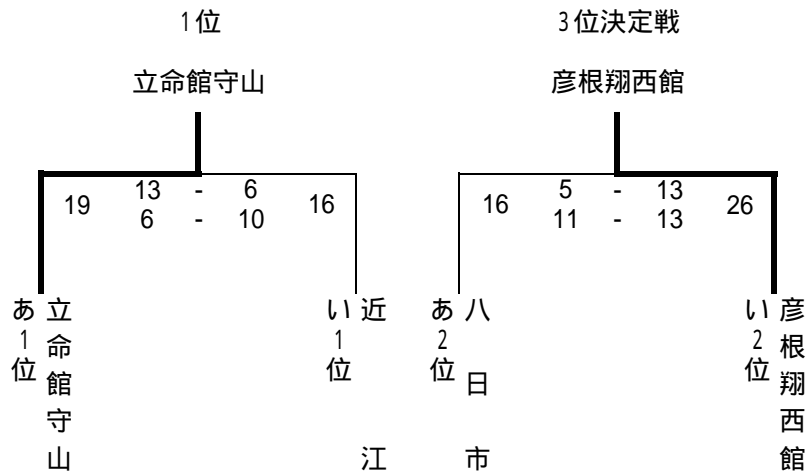 1位
立命館守山
19 13 - 6 16
6 - 10
あ1位 立命館守山
い1位 近江
3位決定戦
彦根翔西館
16 5 - 13 26
11 - 13
あ2位 八日市
い2位 彦根翔西館